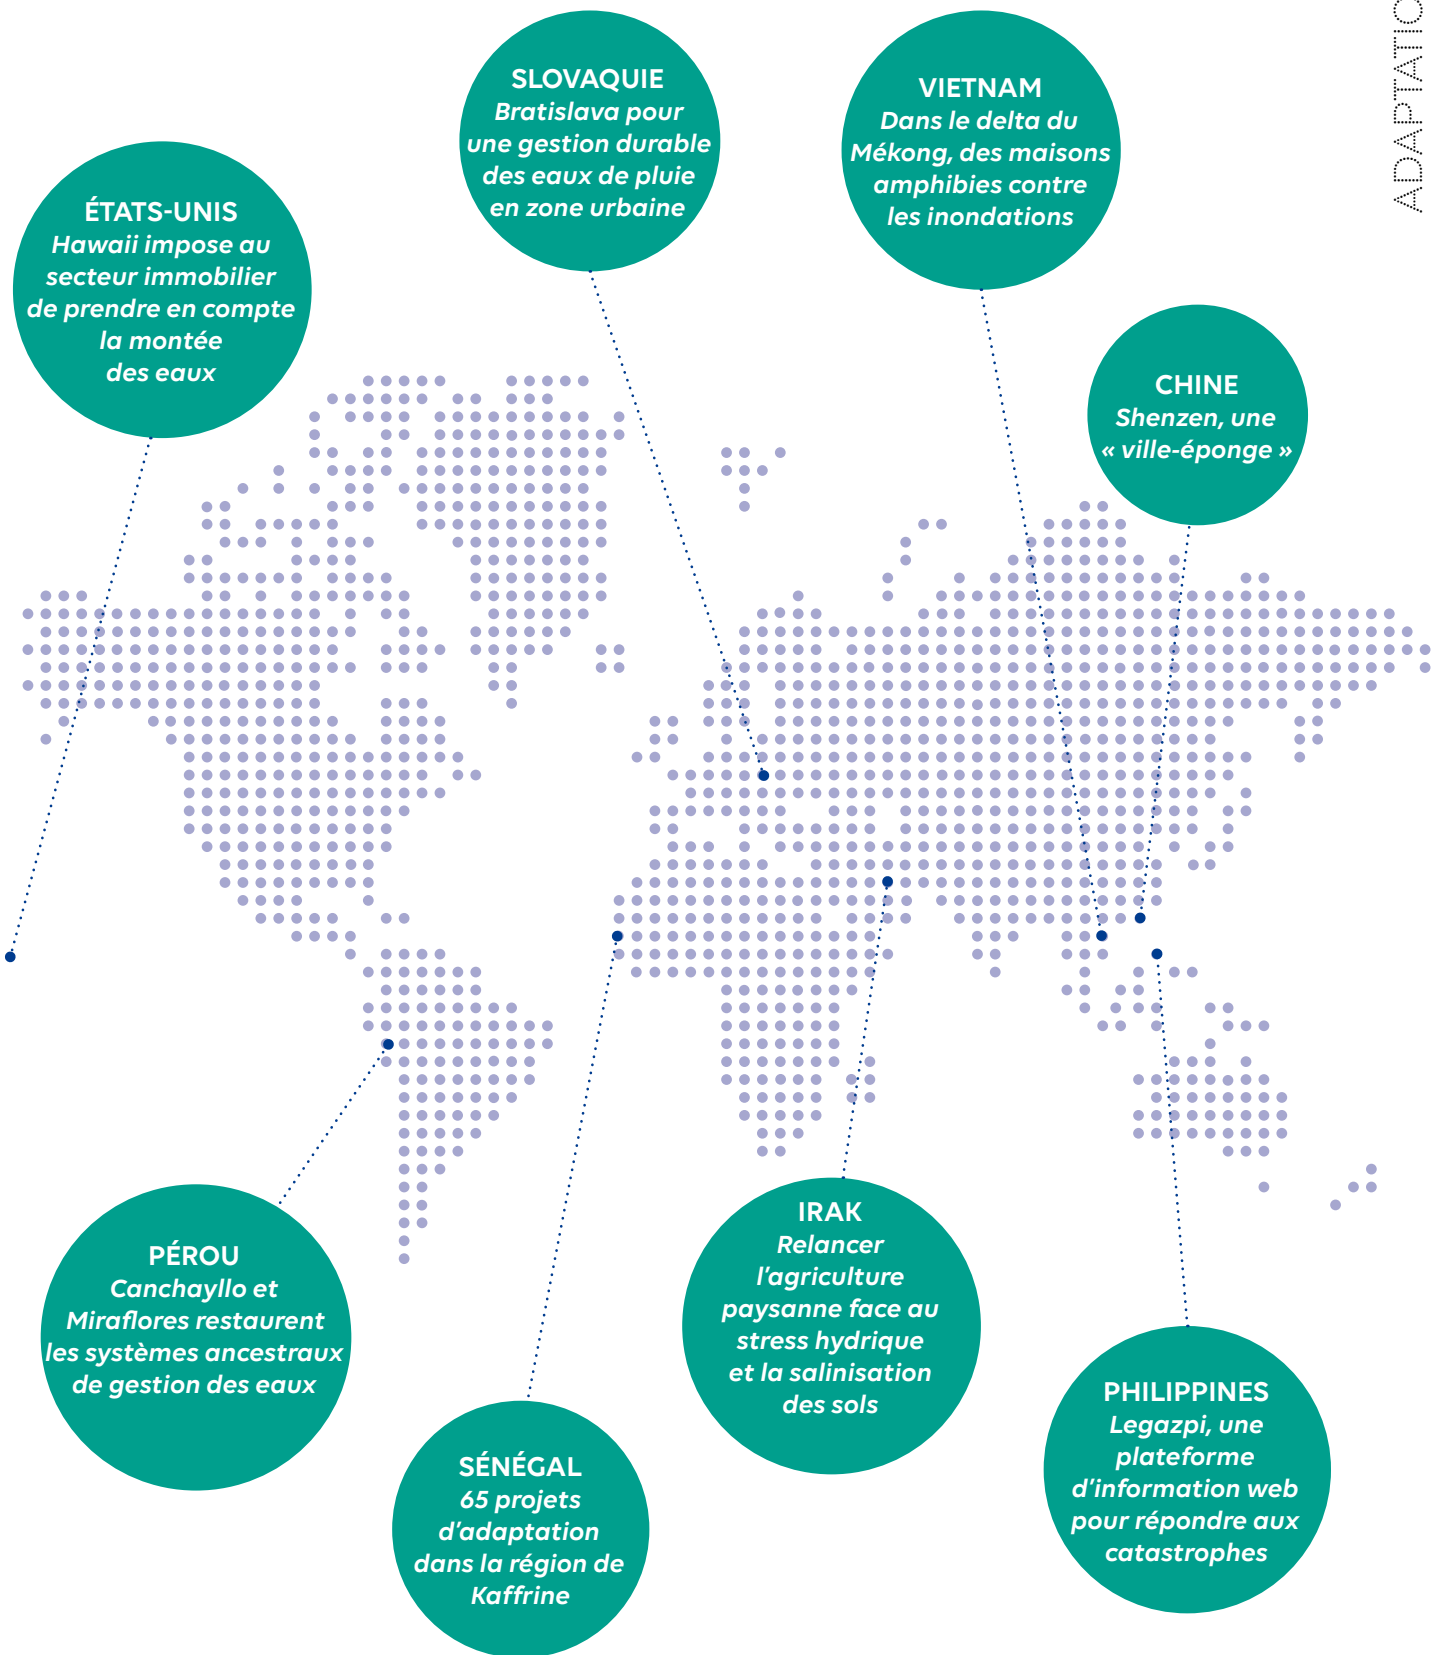 ADAPTATIO
SLOVAQUIE
Bratislava pour
une gestion durable
des eaux de pluie
en zone urbaine
VIETNAM
Dans le delta du
Mékong, des maisons
amphibies contre
les inondations
ÉTATS-UNIS
Hawaii impose au
secteur immobilier
de prendre en compte
la montée
des eaux
CHINE
Shenzen, une
« ville-éponge »
PÉROU
Canchayllo et
Miraflores restaurent
les systèmes ancestraux
de gestion des eaux
IRAK
Relancer
l'agriculture
paysanne face au
stress hydrique
et la salinisation
des sols
SÉNÉGAL
65 projets
d'adaptation
dans la région de
Kaffrine
PHILIPPINES
Legazpi, une
plateforme
d'information web
pour répondre aux
catastrophes